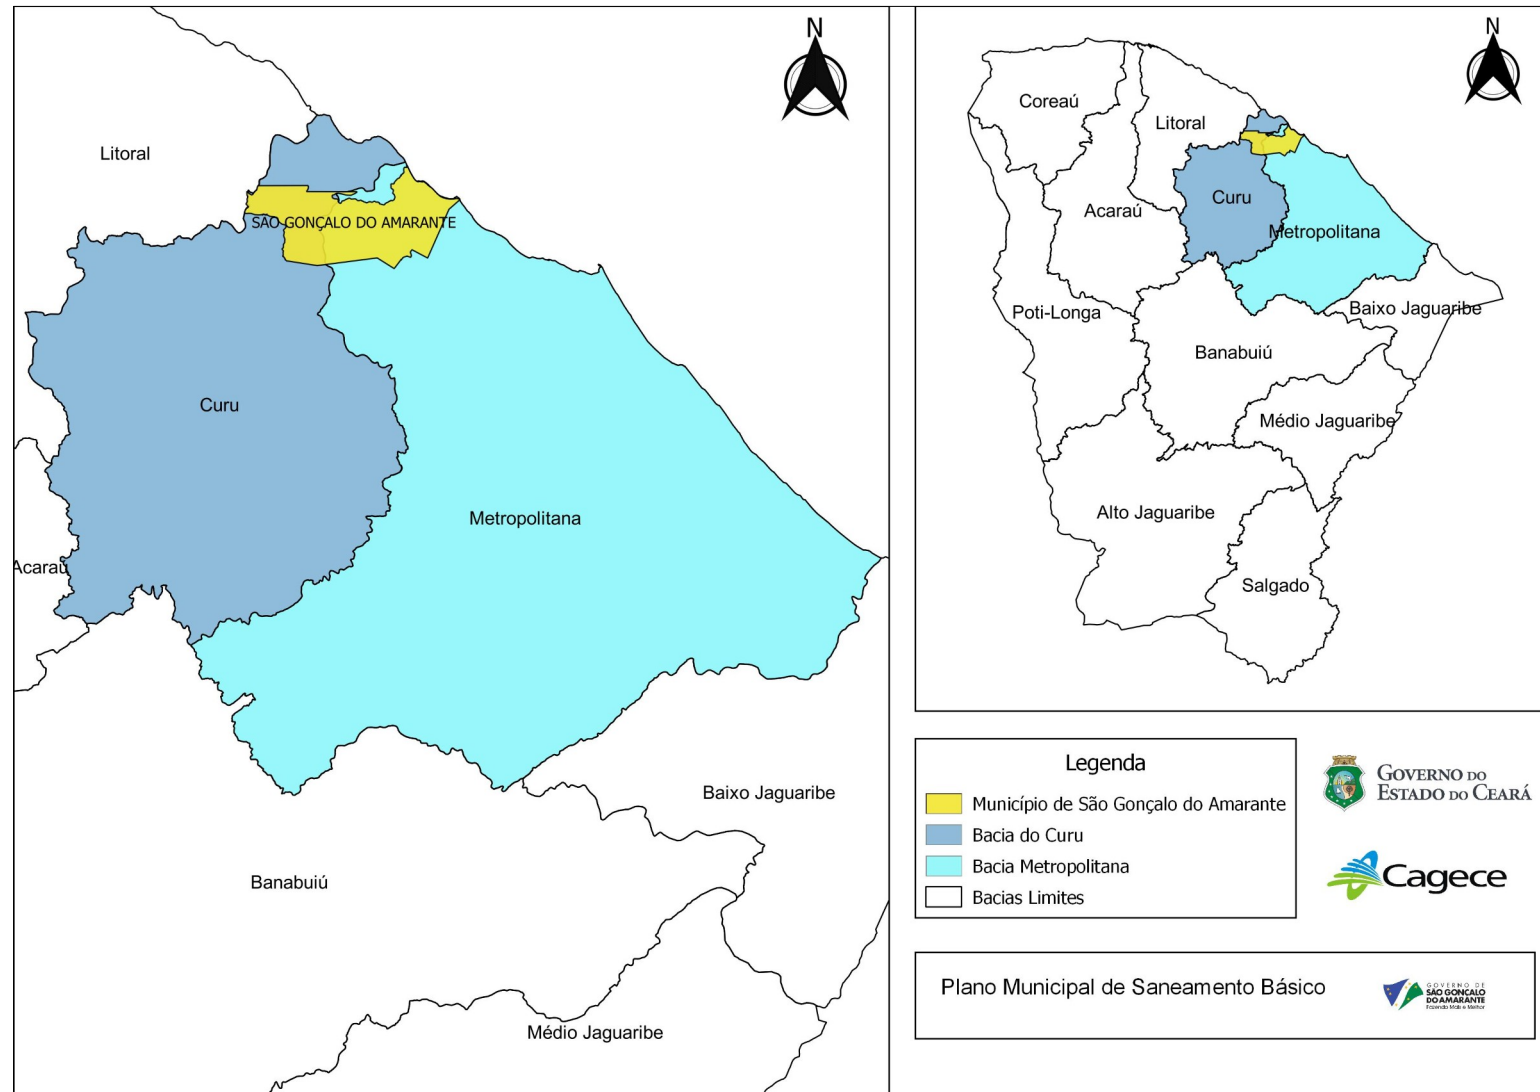 N
Litoral
SÃO GONÇALO DO AMARANTE
Curu
Metropolitana
Acaraú
Baixo Jaguaribe
Banabuiú
Médio Jaguaribe
N
Coreaú
Litoral
Curu
Acaraú
Metropolitana
Poti-Longa
Baixo Jaguaribe
Banabuiú
Médio Jaguaribe
Alto Jaguaribe
Salgado
Legenda
Município de São Gonçalo do Amarante
Bacia do Curu
Bacia Metropolitana
Bacias Limites
GOVERNO DO
ESTADO DO CEARÁ
Cagece
Plano Municipal de Saneamento Básico
GOVERNO DE
SÃO GONÇALO
DO AMARANTE
Fazendo Mais e Melhor